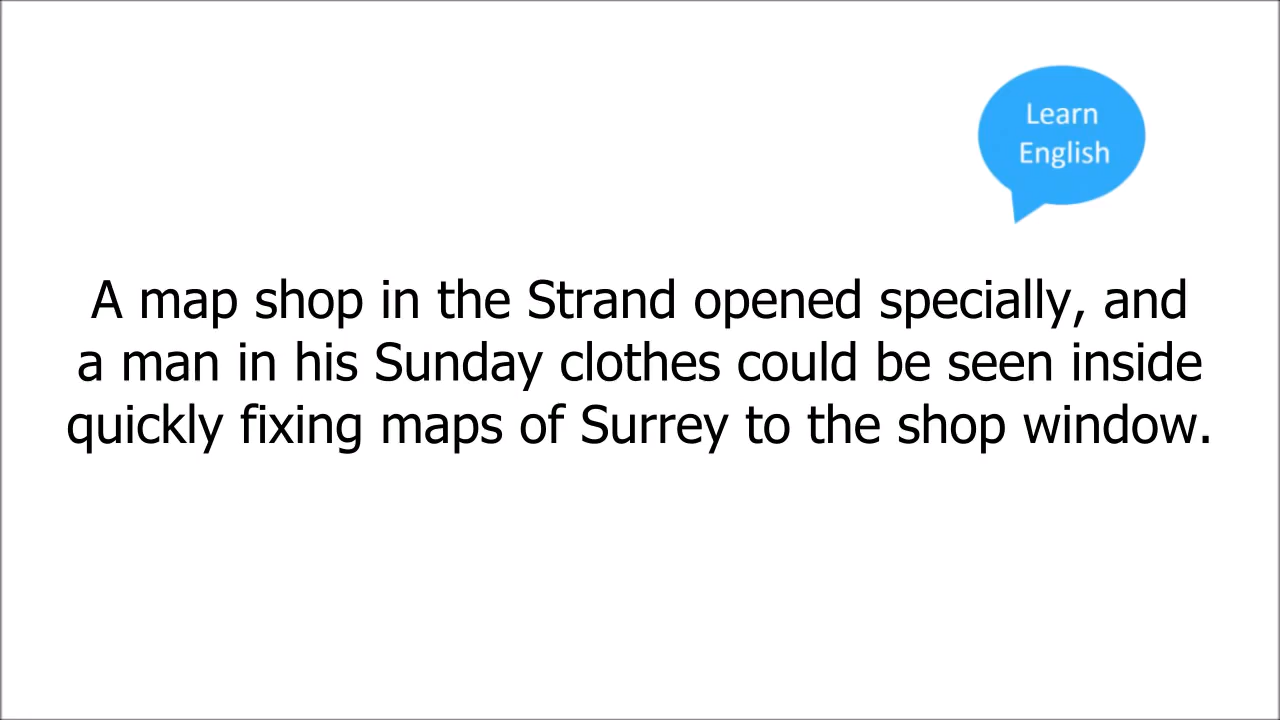 Learn
English
A map shop in the Strand opened specially, and
a man in his Sunday clothes could be seen inside
quickly fixing maps of Surrey to the shop window.